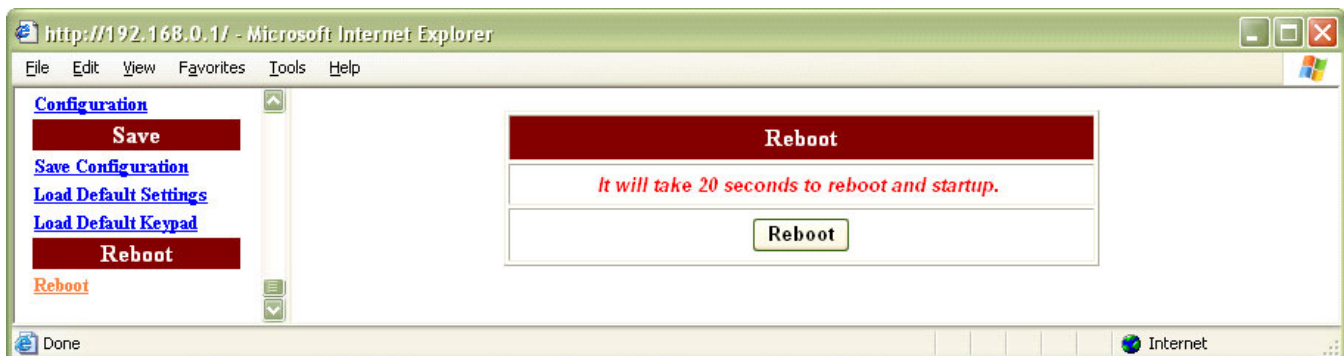 http://192.168.0.1/ - Microsoft Internet Explorer
File Edit View Favorites Tools Help
Configuration
Save
Save Configuration
Load Default Settings
Load Default Keypad
Reboot
Reboot
Reboot
It will take 20 seconds to reboot and startup.
Reboot
Done
Internet